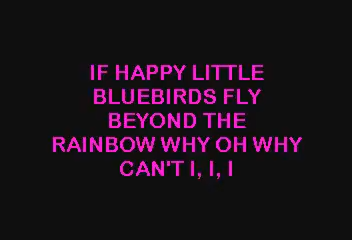 IF HAPPY LITTLE
BLUEBIRDS FLY
BEYOND THE
RAINBOW WHY OH WHY
CAN'T I, I, I